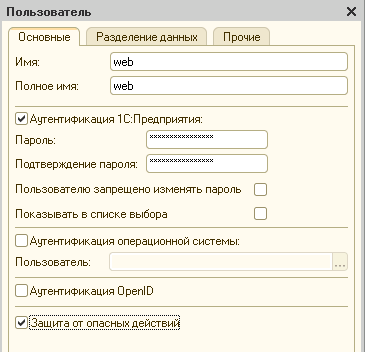 Пользователь
Основные Разделение данных Прочие
Имя: web
Полное имя: web
Аутентификация 1С:Предприятия:
Пароль: ****************
Подтверждение пароля: ****************
Пользователю запрещено изменять пароль
Показывать в списке выбора
Аутентификация операционной системы:
Пользователь: ...
Аутентификация OpenID
Защита от опасных действий